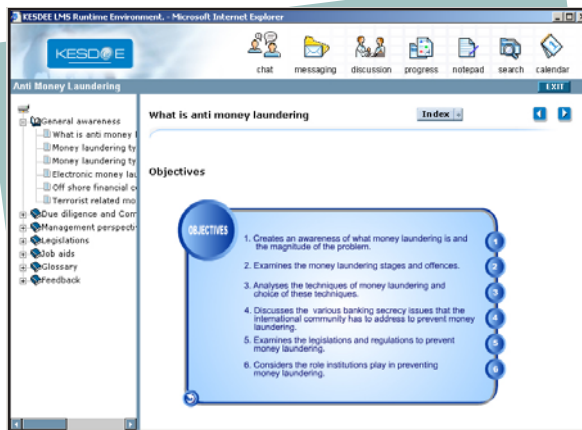 KESDEE LMS Runtime Environment. - Microsoft Internet Explorer
KESDEE
chat messaging discussion progress notepad search calendar
Anti Money Laundering EXIT
General awareness
What is anti money l
Money laundering ty
Money laundering ty
Electronic money lau
Off shore financial c
Terrorist related mo
Due diligence and Com
Management perspecti
Legislations
Job aids
Glossary
Feedback
What is anti money laundering Index
Objectives
OBJECTIVES
1. Creates an awareness of what money laundering is and
the magnitude of the problem.
1
2. Examines the money laundering stages and offences.
2
3. Analyses the techniques of money laundering and
choice of these techniques.
3
4. Discusses the various banking secrecy issues that the
international community has to address to prevent money
laundering.
4
5. Examines the legislations and regulations to prevent
money laundering.
5
6. Considers the role institutions play in preventing
money laundering.
6